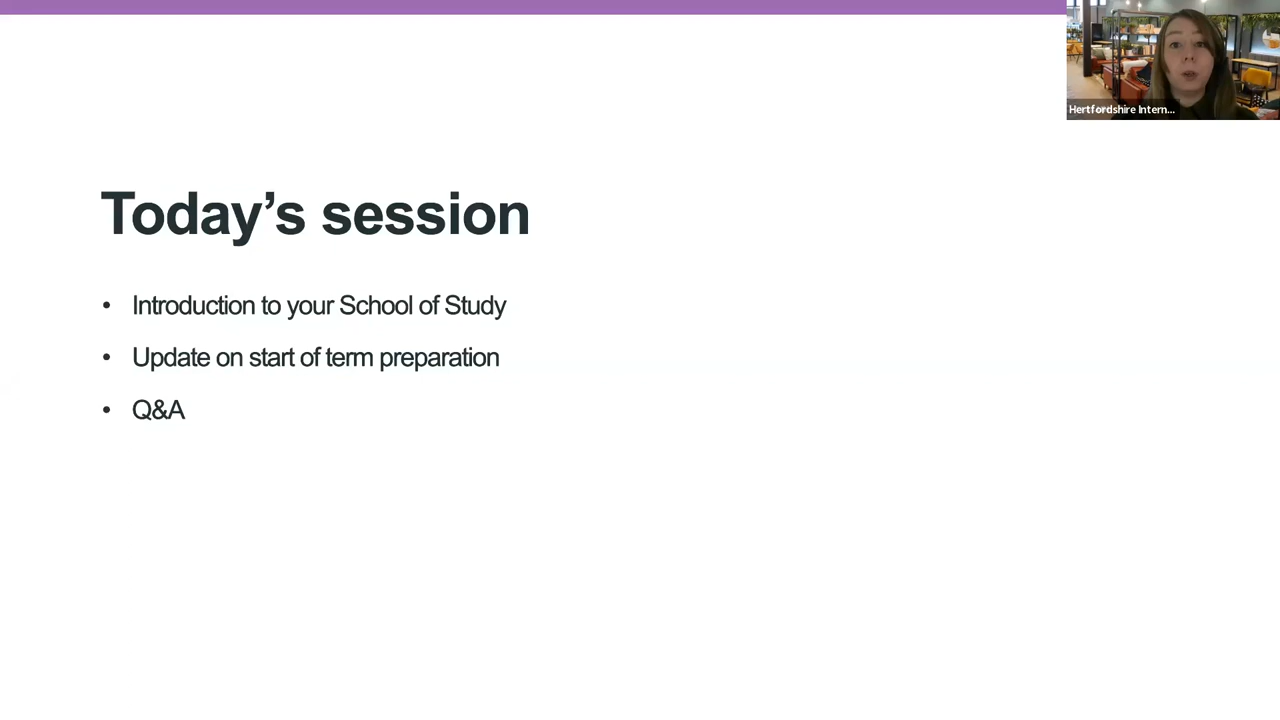 Hertfordshire Intern...
Today's session
• Introduction to your School of Study
• Update on start of term preparation
• Q&A